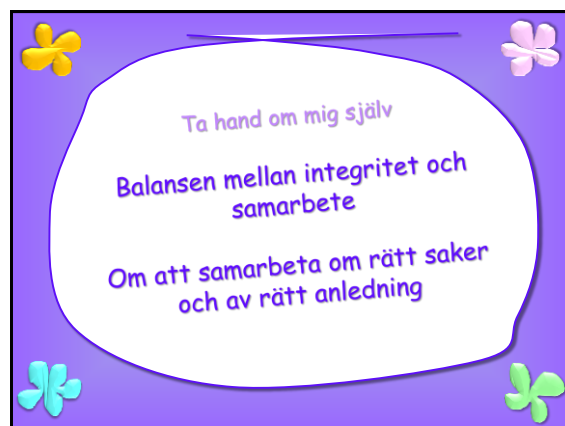 Ta hand om mig själv
Balansen mellan integritet och
samarbete
Om att samarbeta om rätt saker
och av rätt anledning